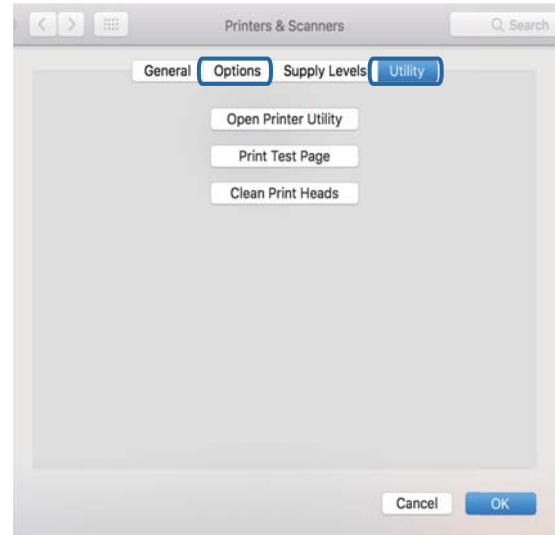 Printers & Scanners Search
General Options Supply Levels Utility
Open Printer Utility
Print Test Page
Clean Print Heads
Cancel OK